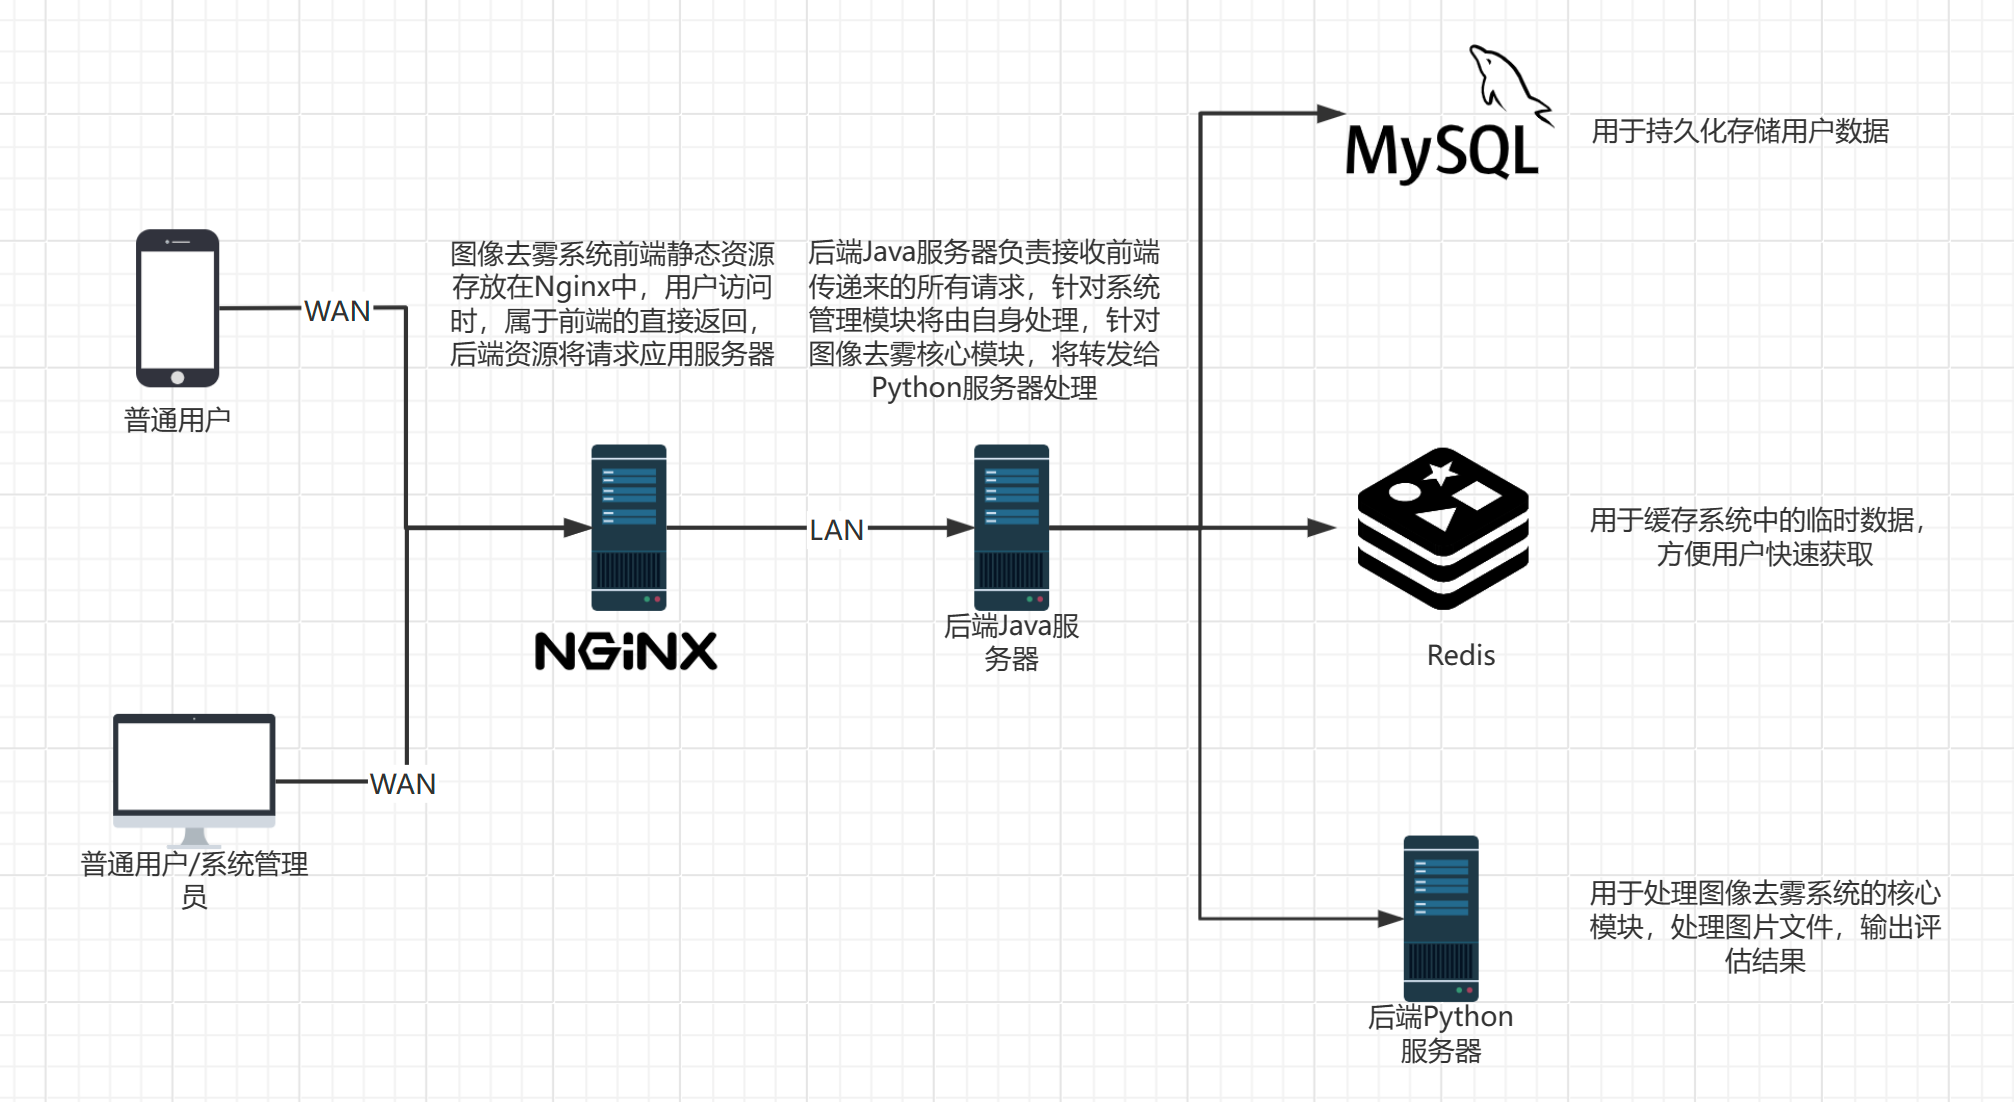 MySQL
用于持久化存储用户数据
图像去雾系统前端静态资源
存放在Nginx中，用户访问
时，属于前端的直接返回，
后端资源将请求应用服务器
后端Java服务器负责接收前端
传递来的所有请求，针对系统
管理模块将由自身处理，针对
图像去雾核心模块，将转发给
Python服务器处理
WAN
普通用户
LAN
用于缓存系统中的临时数据，
方便用户快速获取
NGiNX
后端Java服
务器
Redis
WAN
普通用户/系统管理
员
用于处理图像去雾系统的核心
模块，处理图片文件，输出评
估结果
后端Python
服务器